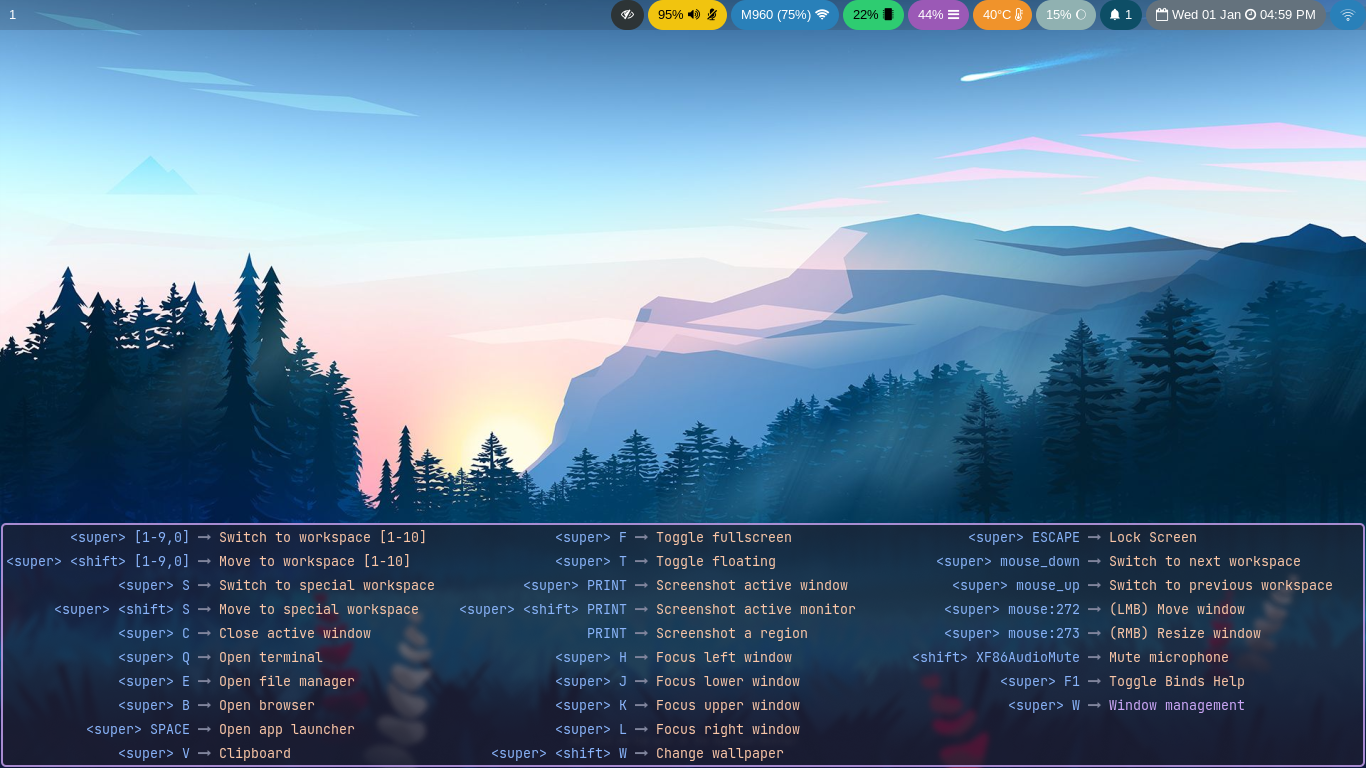 1 95% M960 (75%) 22% 44% 40°C 15% 1 Wed 01 Jan 04:59 PM
<super> [1-9,0] → Switch to workspace [1-10]
<super> <shift> [1-9,0] → Move to workspace [1-10]
<super> S → Switch to special workspace
<super> <shift> S → Move to special workspace
<super> C → Close active window
<super> Q → Open terminal
<super> E → Open file manager
<super> B → Open browser
<super> SPACE → Open app launcher
<super> V → Clipboard
<super> F → Toggle fullscreen
<super> T → Toggle floating
<super> PRINT → Screenshot active window
<super> <shift> PRINT → Screenshot active monitor
PRINT → Screenshot a region
<super> H → Focus left window
<super> J → Focus lower window
<super> K → Focus upper window
<super> L → Focus right window
<super> <shift> W → Change wallpaper
<super> ESCAPE → Lock Screen
<super> mouse_down → Switch to next workspace
<super> mouse_up → Switch to previous workspace
<super> mouse:272 → (LMB) Move window
<super> mouse:273 → (RMB) Resize window
<shift> XF86AudioMute → Mute microphone
<super> F1 → Toggle Binds Help
<super> W → Window management